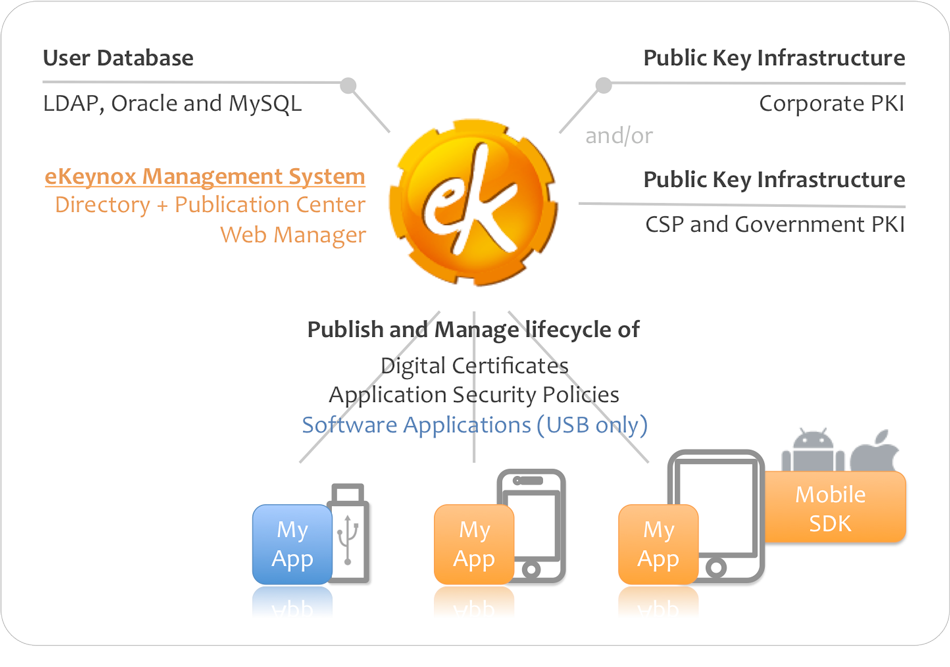 User Database
LDAP, Oracle and MySQL
Public Key Infrastructure
Corporate PKI
and/or
eKeynox Management System
Directory + Publication Center
Web Manager
ek
Public Key Infrastructure
CSP and Government PKI
Publish and Manage lifecycle of
Digital Certificates
Application Security Policies
Software Applications (USB only)
My
App
My
App
My
App
Mobile
SDK